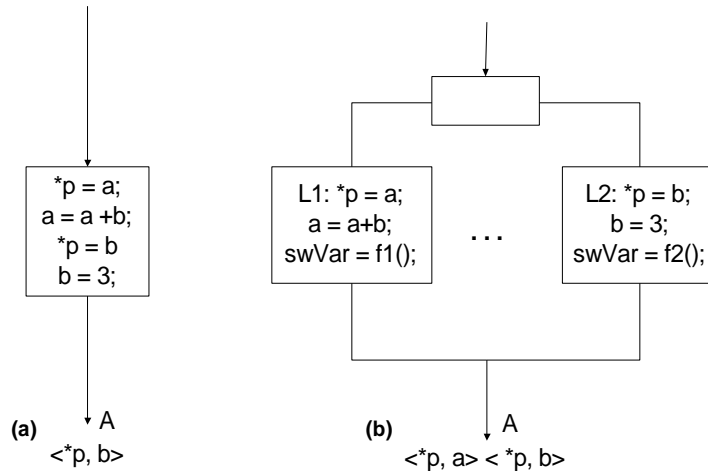 *p = a;
a = a +b;
*p = b
b = 3;
A
(a)
<*p, b>
L1: *p = a;
a = a+b;
swVar = f1();
...
L2: *p = b;
b = 3;
swVar = f2();
A
(b)
<*p, a> < *p, b>